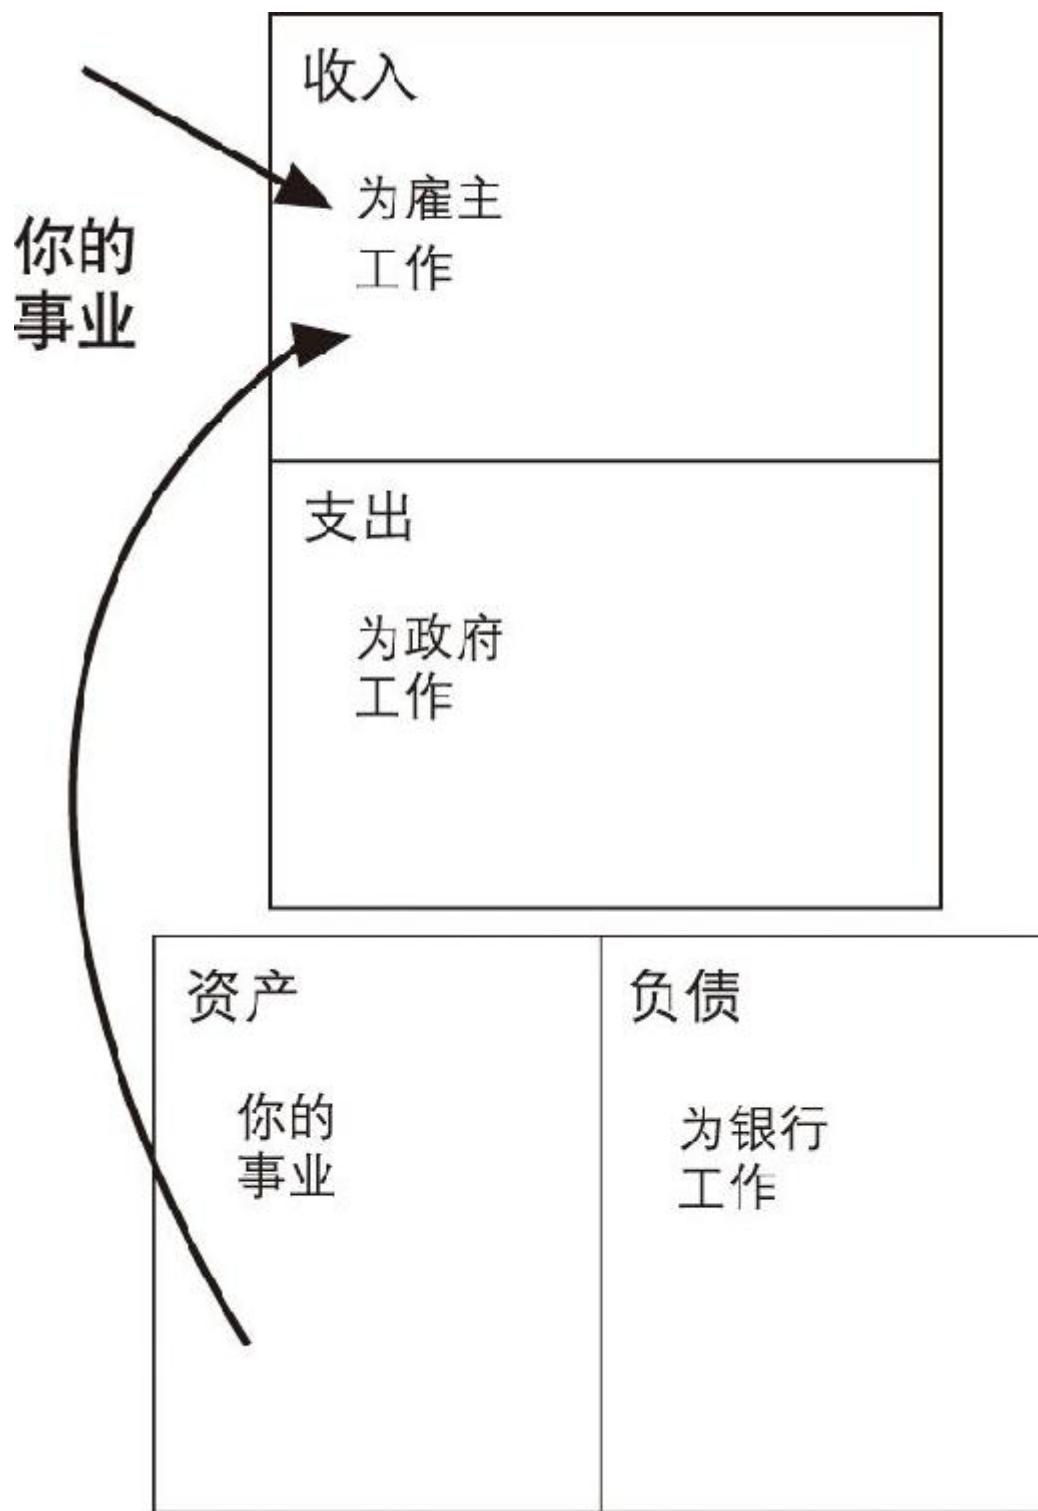 收入
为雇主
工作
你的
事业
支出
为政府
工作
资产
你的
事业
负债
为银行
工作